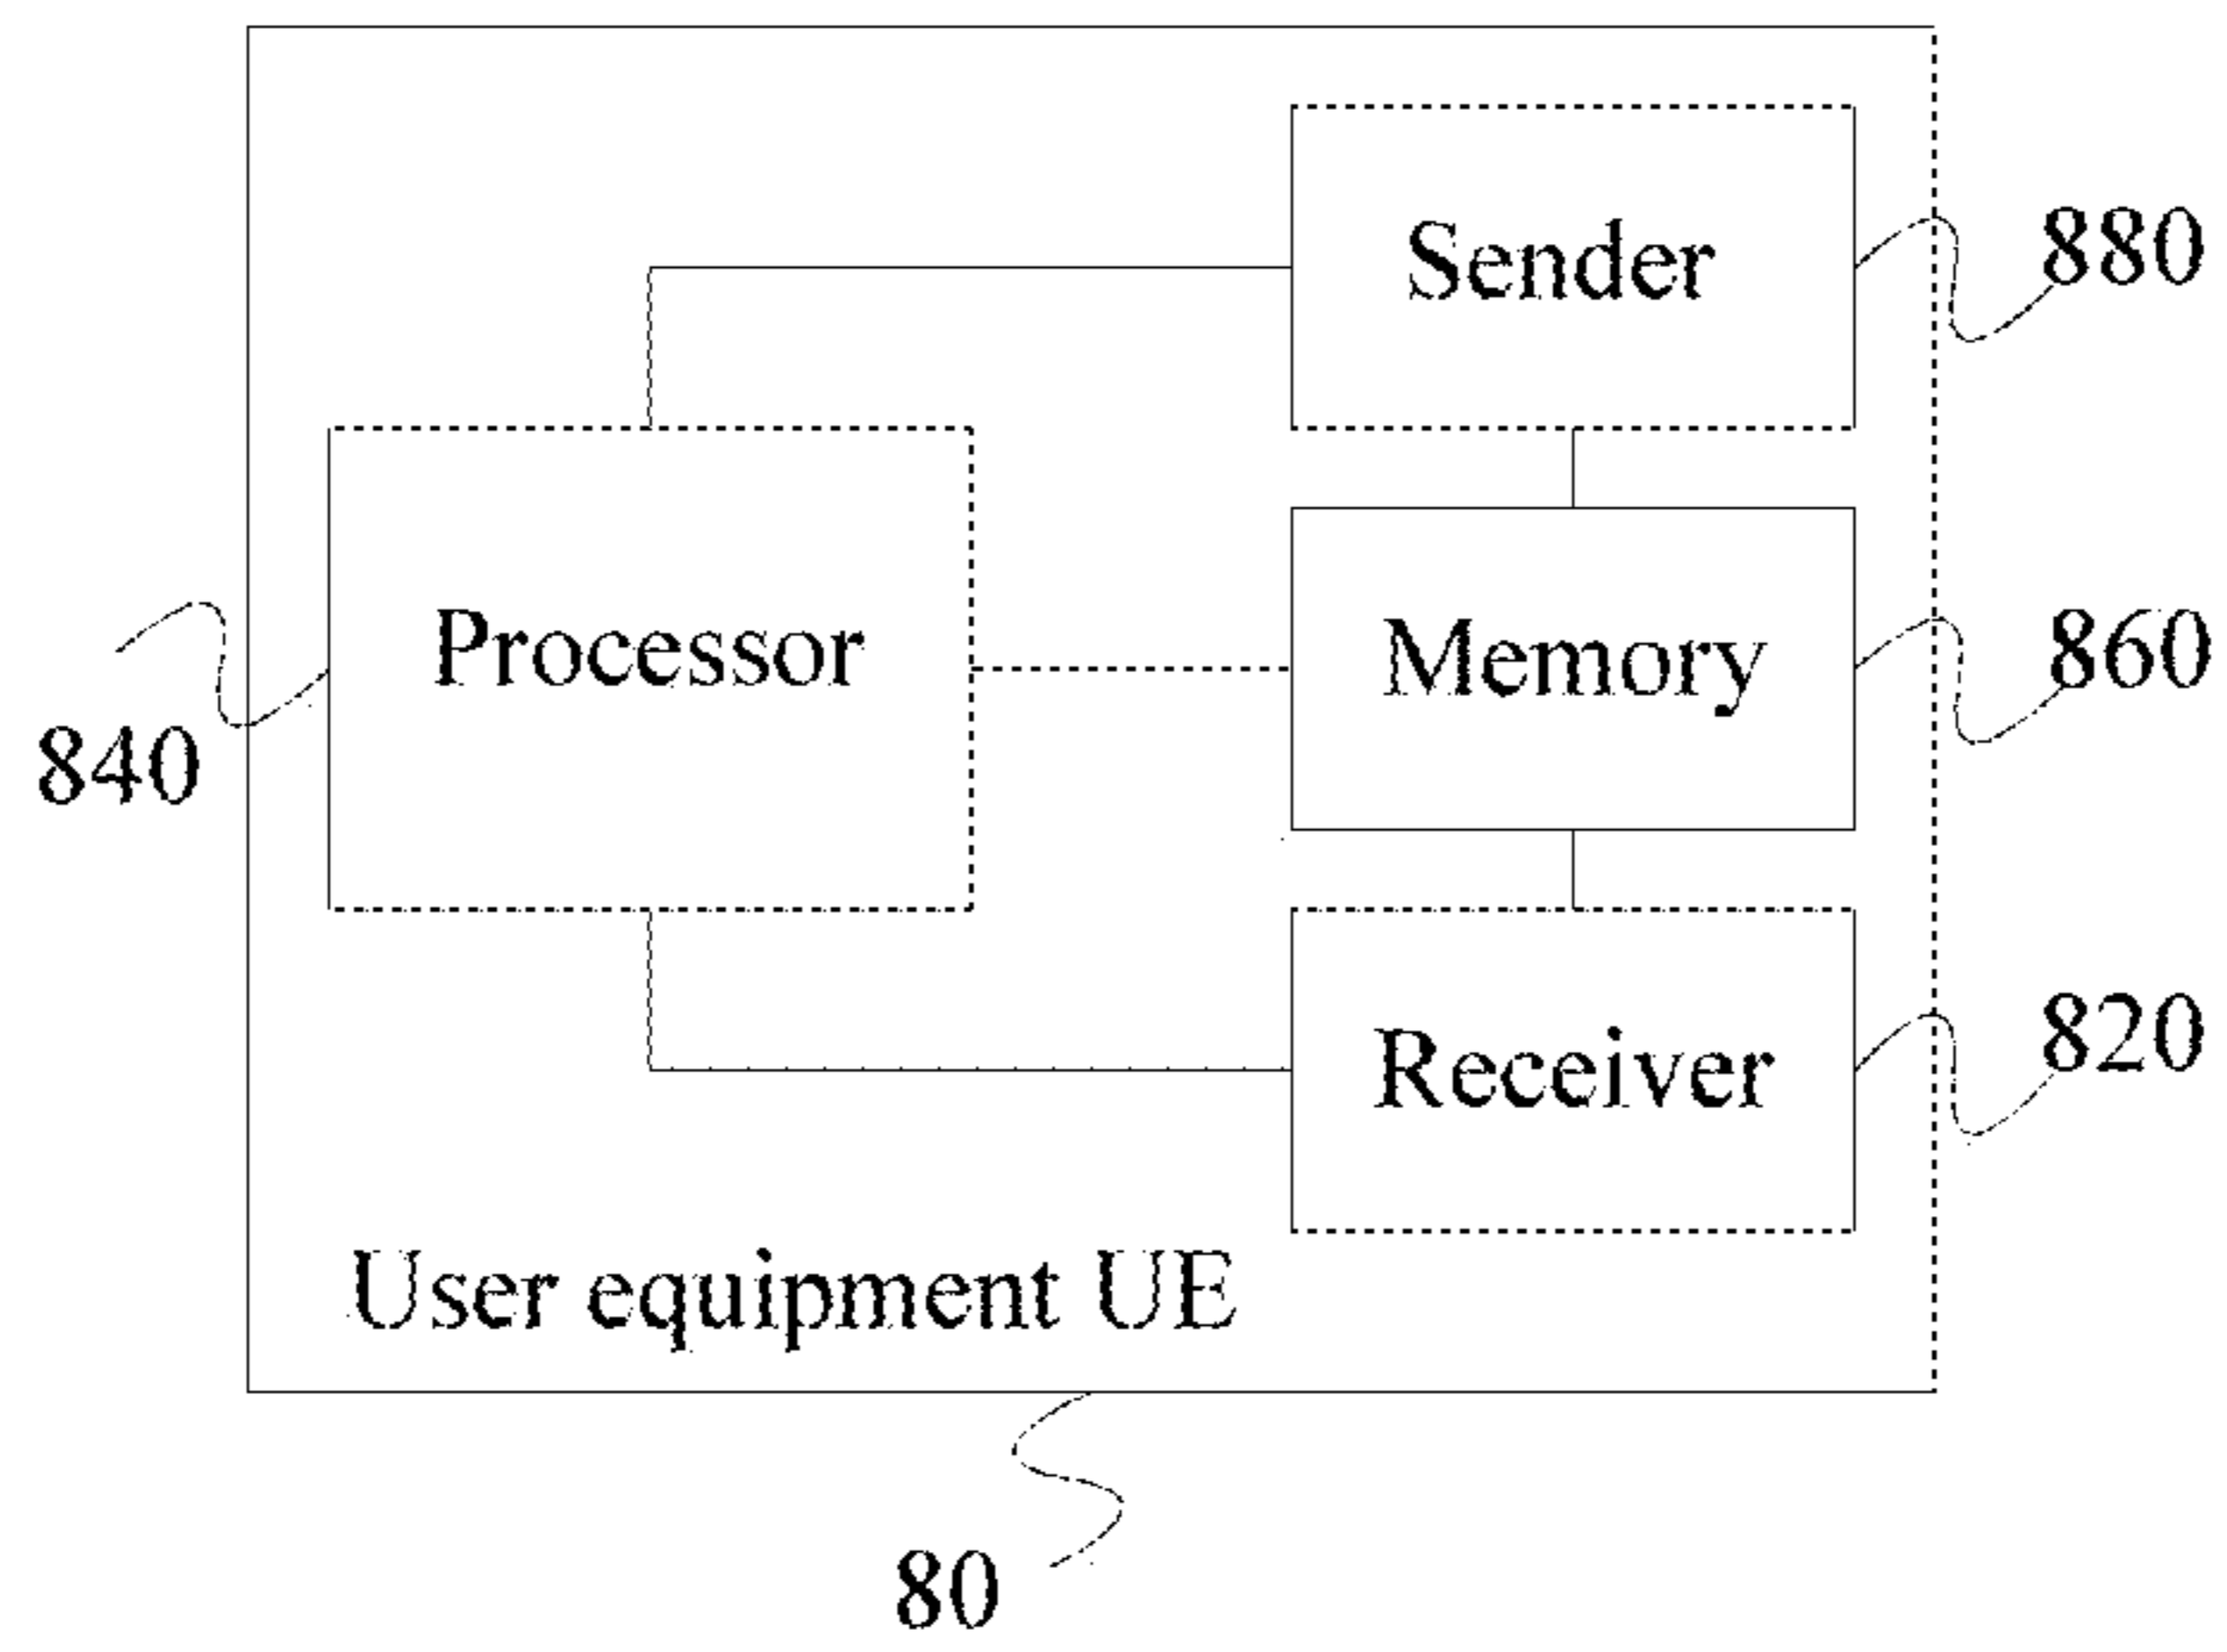 Sender
880
Processor
Memory
860
840
Receiver
820
User equipment UE
80